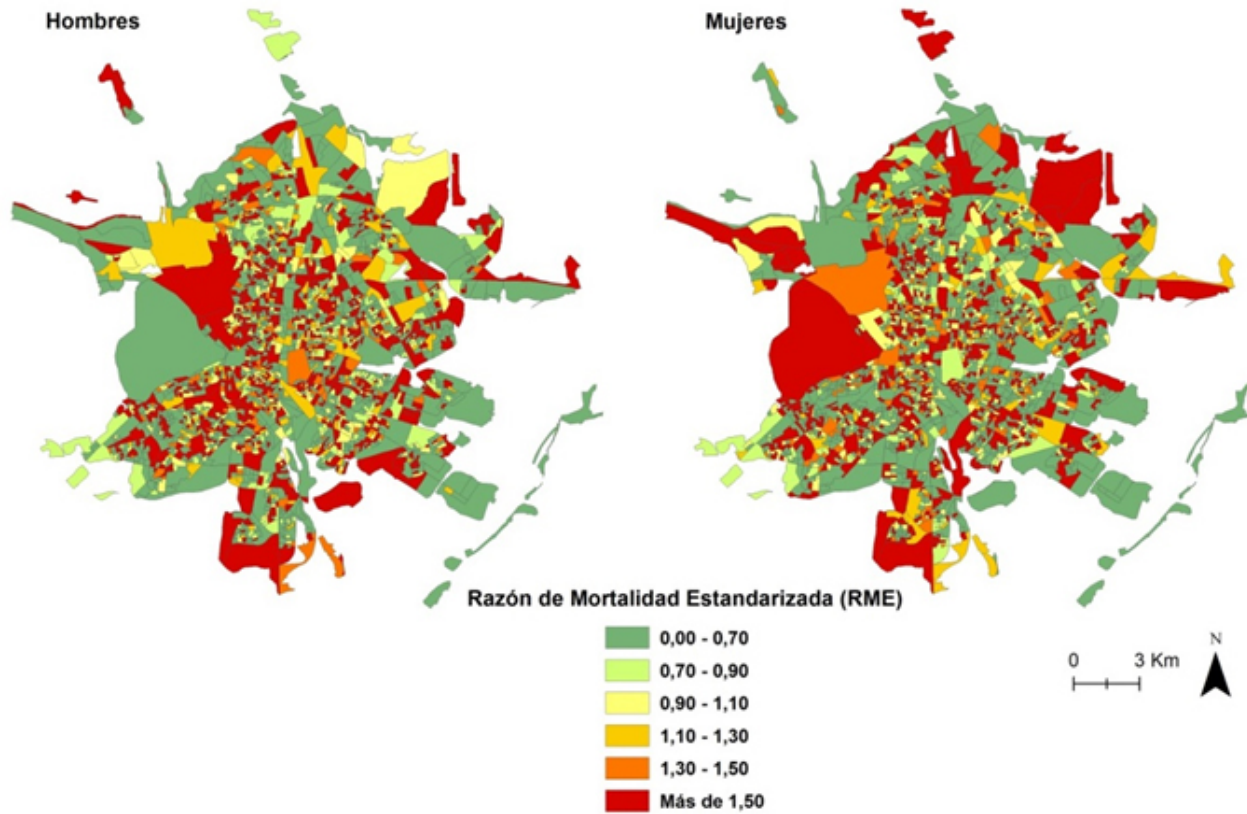 Hombres
Mujeres
Razón de Mortalidad Estandarizada (RME)
0,00 - 0,70
0,70 - 0,90
0,90 - 1,10
1,10 - 1,30
1,30 - 1,50
Más de 1,50
0 3 Km
N